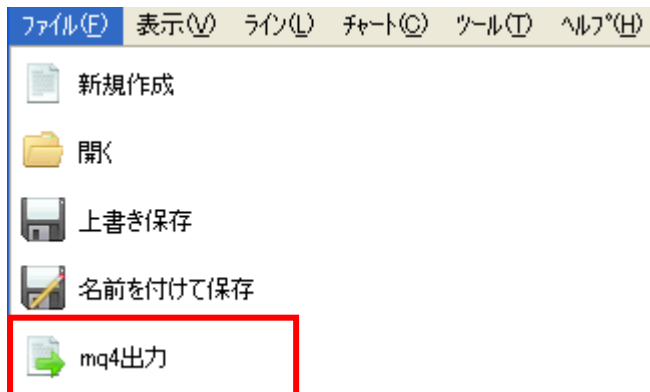 ﾌｧｲﾙ(F) 表示(V) ﾗｲﾝ(L) ﾁｬｰﾄ(C) ﾂｰﾙ(T) ﾍﾙﾌﾟ(H)
新規作成
開く
上書き保存
名前を付けて保存
mq4出力